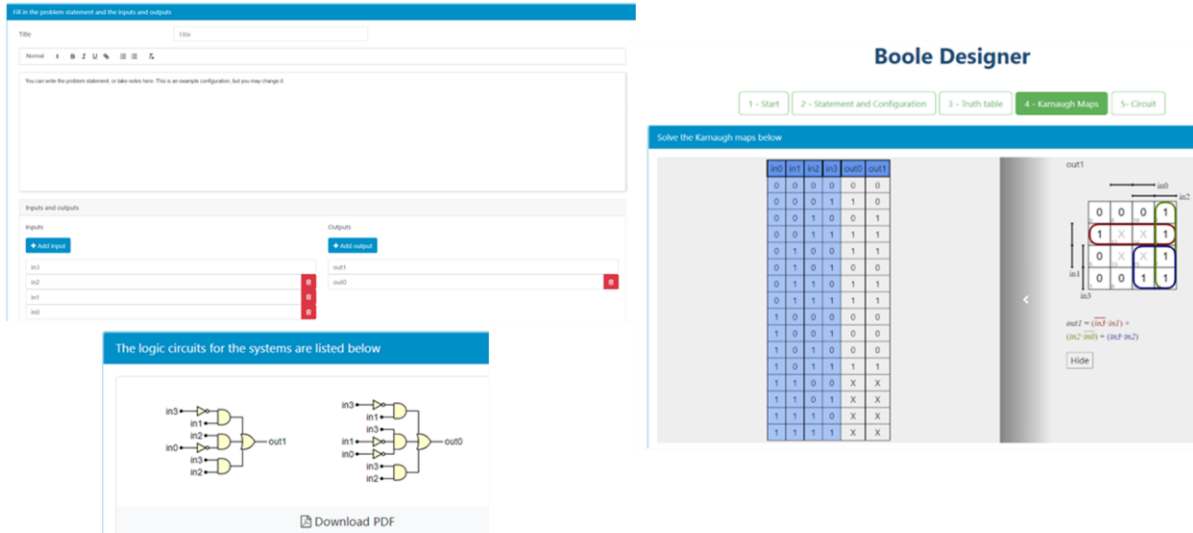 Fill in the problem statement and the inputs and outputs
Title
Title
Normal B I U
You can write the problem statement, or take notes here. This is an example configuration, but you may change it.
Inputs and outputs
Inputs
Outputs
+ Add input
+ Add output
in3
out1
in2
out0
in1
in0
The logic circuits for the systems are listed below
in3
in1
in2
in0
in3
in2
out1
in3
in1
in3
in1
in0
in3
in2
out0
Download PDF
Boole Designer
1 - Start
2 - Statement and Configuration
3 - Truth table
4 - Karnaugh Maps
5- Circuit
Solve the Karnaugh maps below
in0 in1 in2 in3 out0 out1
0 0 0 0 0 0
0 0 0 1 1 0
0 0 1 0 0 1
0 0 1 1 1 1
0 1 0 0 1 1
0 1 0 1 0 0
0 1 1 0 1 1
0 1 1 1 1 1
1 0 0 0 0 0
1 0 0 1 0 0
1 0 1 0 0 0
1 0 1 1 1 1
1 1 0 0 X X
1 1 0 1 X X
1 1 1 0 X X
1 1 1 1 X X
out1
in0
in2
0 0 0 1
1 X X 1
0 X X 1
0 0 1 1
in1
in3
out1 = (in3·in1) +
(in2·in0) + (in3·in2)
Hide